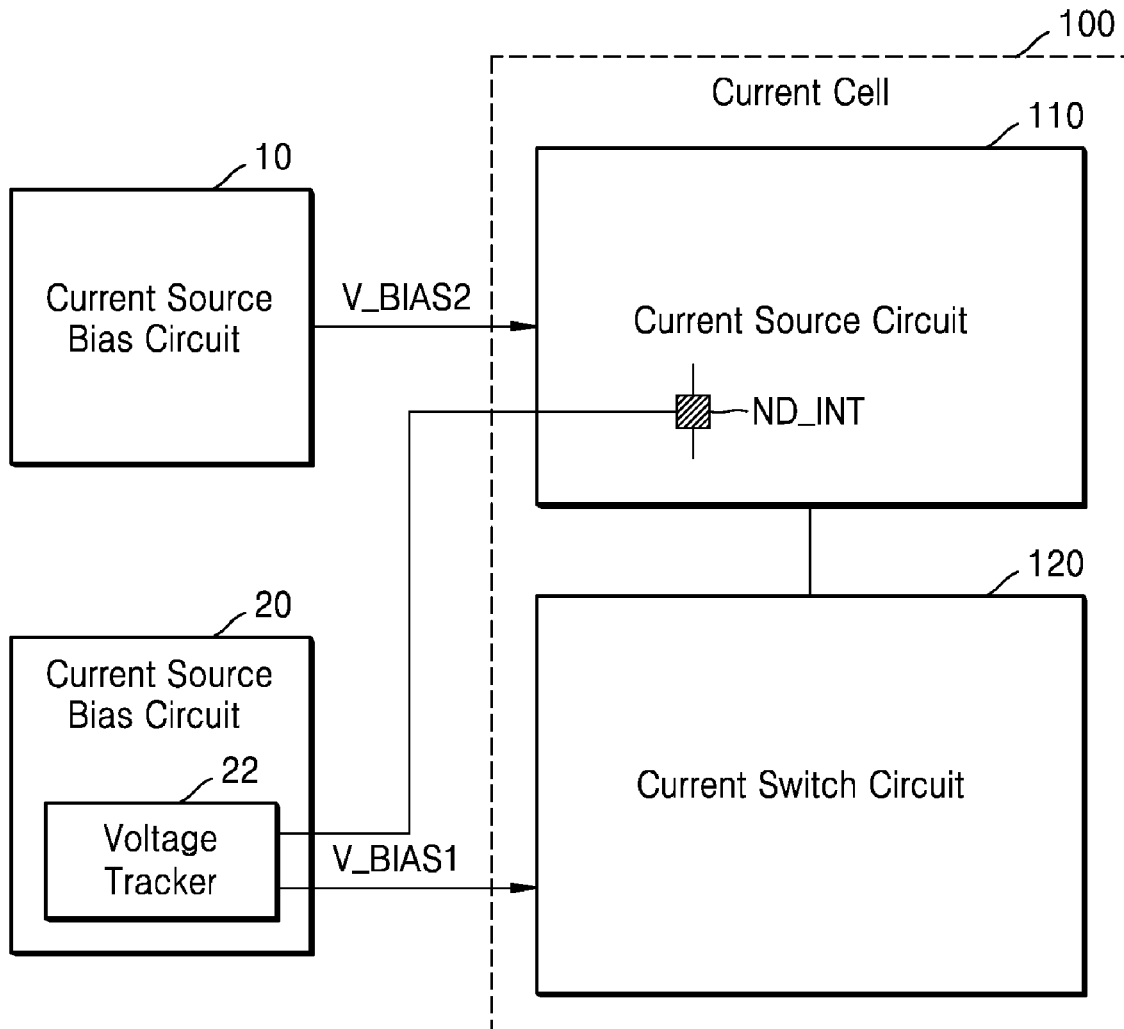 100
Current Cell
110
10
Current Source
Bias Circuit
V_BIAS2
Current Source Circuit
ND_INT
120
20
Current Source
Bias Circuit
22
Voltage
Tracker
V_BIAS1
Current Switch Circuit